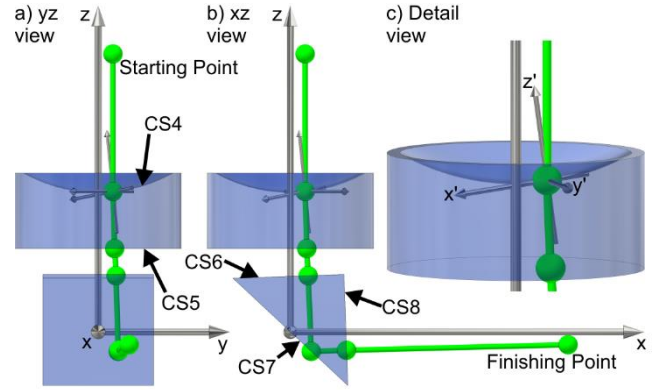 a) yz
view
z
Starting Point
CS4
CS5
x
y
b) xz
view
z
CS6
CS7
CS8
x
Finishing Point
c) Detail
view
z'
x'
y'